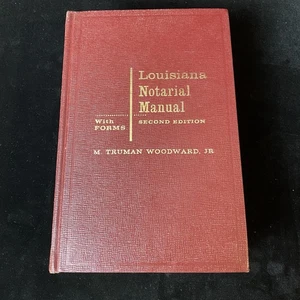 Louisiana
Notarial
Manual
With
FORMS
SECOND EDITION
M. TRUMAN WOODWARD, JR